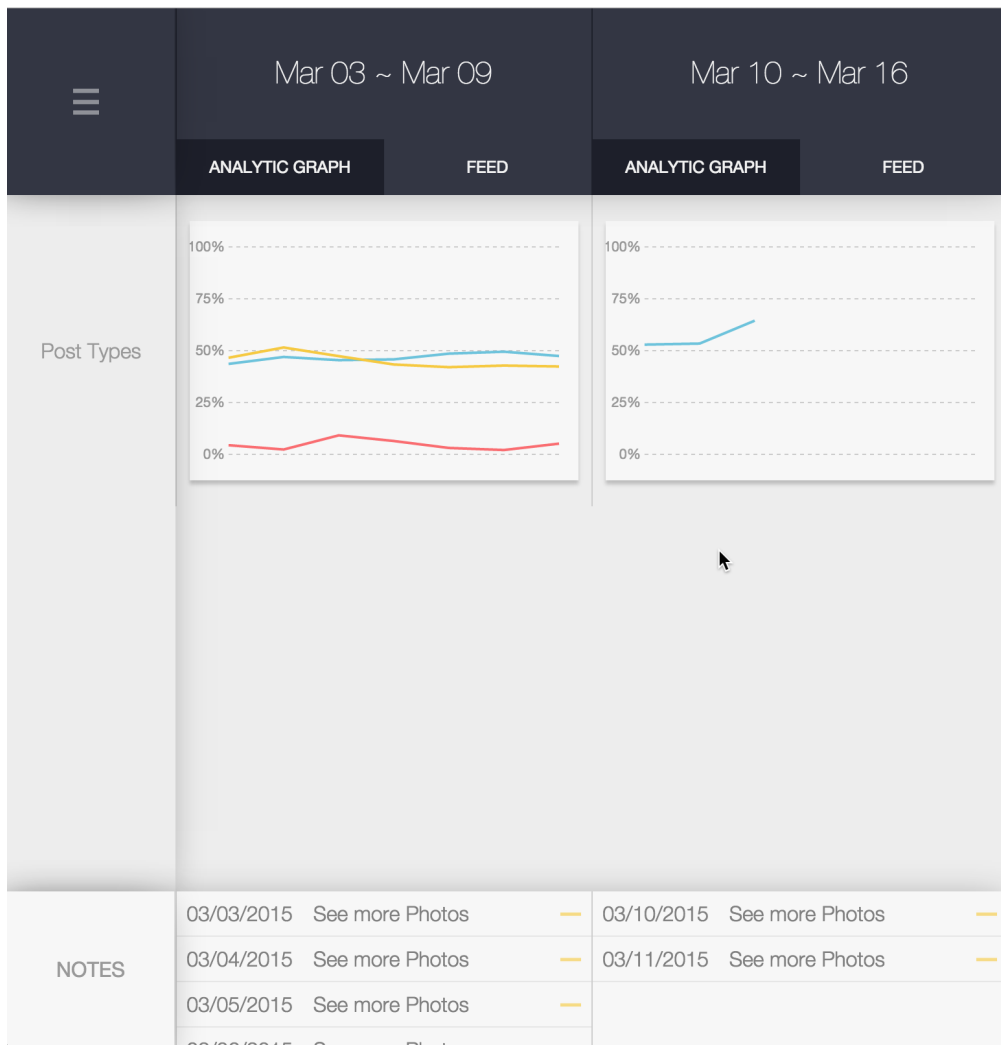 Mar 03 ~ Mar 09
Mar 10 ~ Mar 16
ANALYTIC GRAPH
FEED
ANALYTIC GRAPH
FEED
Post Types
100%
75%
50%
25%
0%
100%
75%
50%
25%
0%
NOTES
03/03/2015 See more Photos
03/04/2015 See more Photos
03/05/2015 See more Photos
03/10/2015 See more Photos
03/11/2015 See more Photos